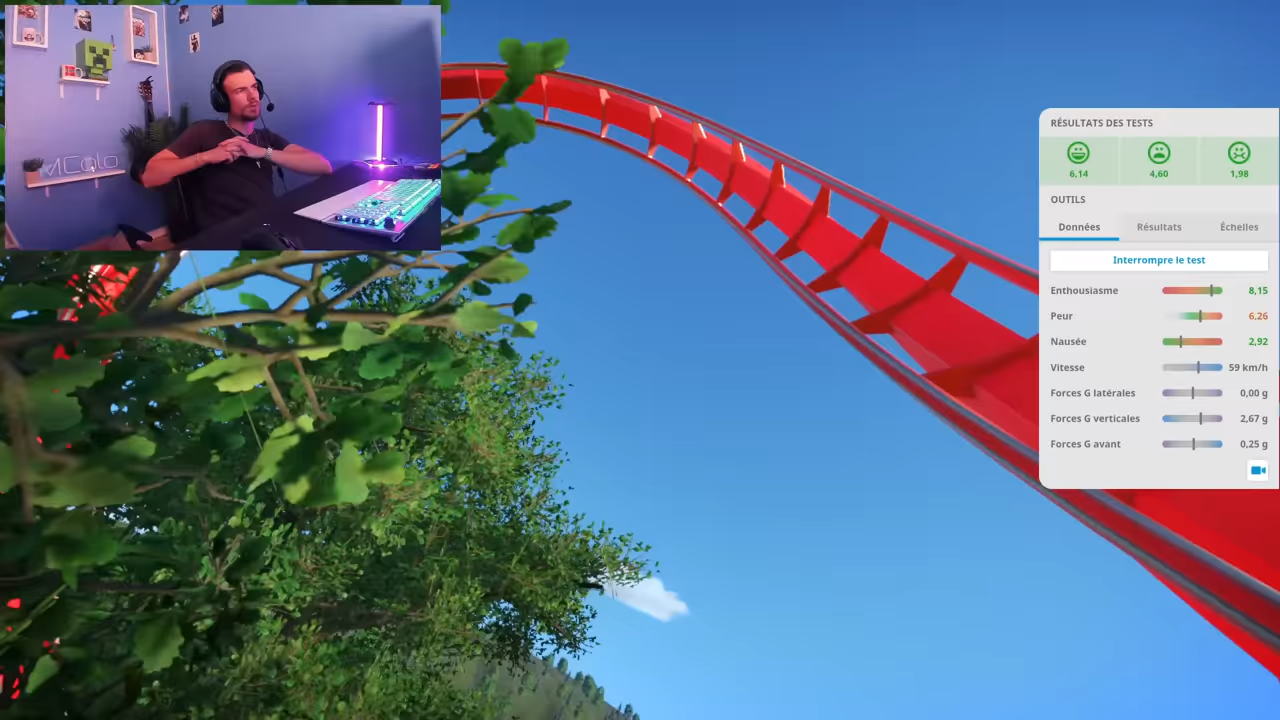 MCalo
RÉSULTATS DES TESTS
6,14 4,60 1,98
OUTILS
Données Résultats Échelles
Interrompre le test
Enthousiasme 8,15
Peur 6,26
Nausée 2,92
Vitesse 59 km/h
Forces G latérales 0,00 g
Forces G verticales 2,67 g
Forces G avant 0,25 g